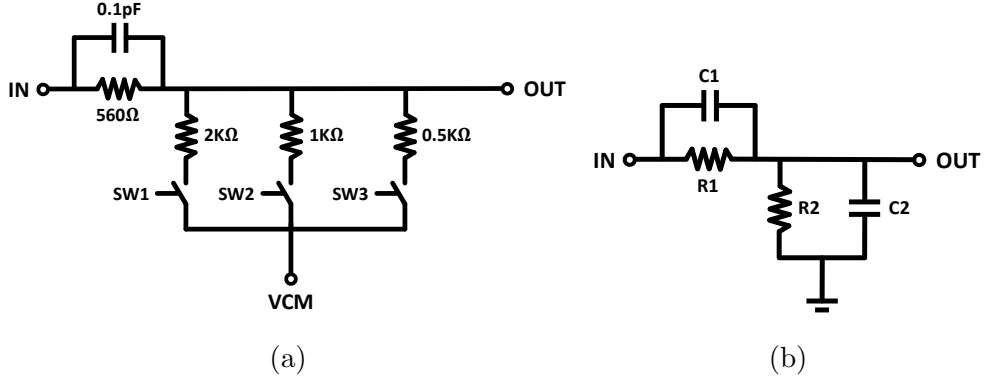 0.1pF
IN
OUT
560Ω
2KΩ
1KΩ
0.5KΩ
SW1
SW2
SW3
VCM
(a)
C1
IN
OUT
R1
R2
C2
(b)